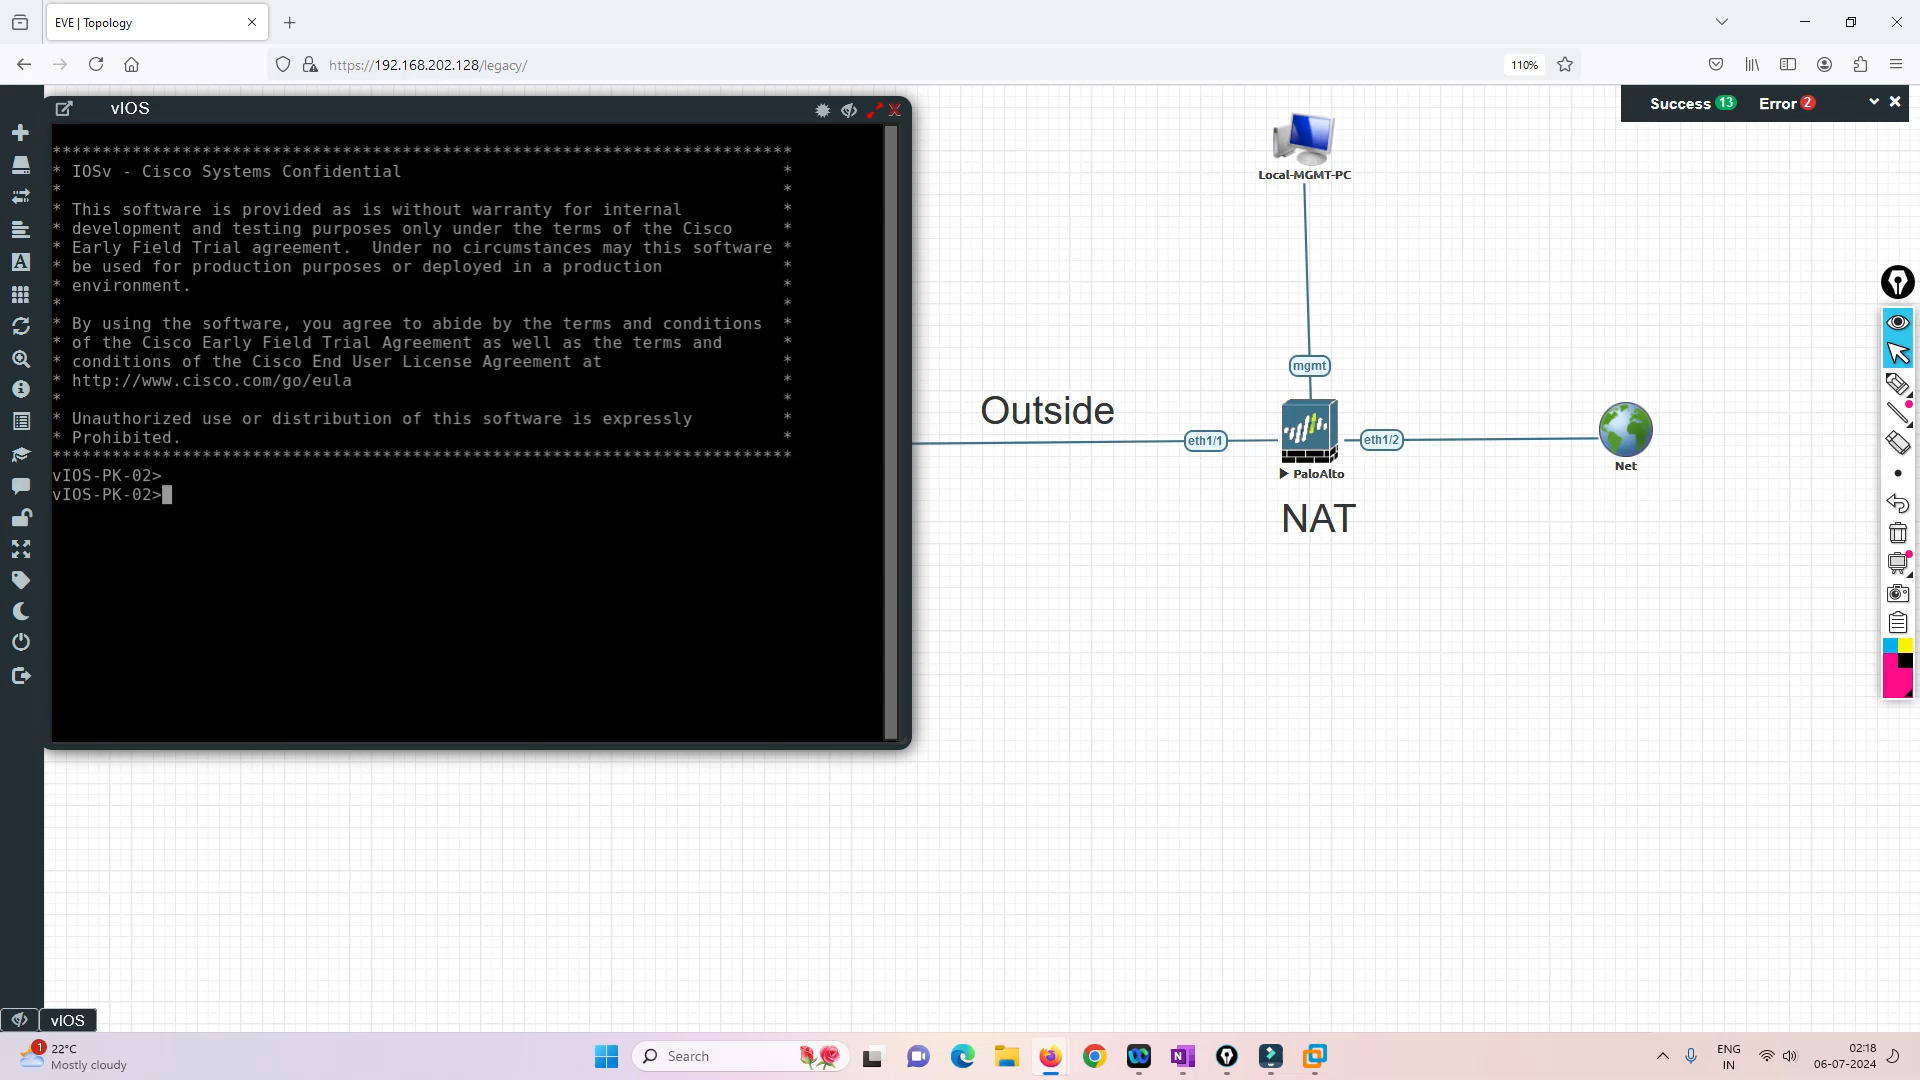 EVE | Topology
https://192.168.202.128/legacy/
110%
vIOS
Success 13 Error 2
*****************************************************************************
* IOSv - Cisco Systems Confidential *
* *
* This software is provided as is without warranty for internal *
* development and testing purposes only under the terms of the Cisco *
* Early Field Trial agreement. Under no circumstances may this software *
* be used for production purposes or deployed in a production *
* environment. *
* *
* By using the software, you agree to abide by the terms and conditions *
* of the Cisco Early Field Trial Agreement as well as the terms and *
* conditions of the Cisco End User License Agreement at *
* http://www.cisco.com/go/eula *
* *
* Unauthorized use or distribution of this software is expressly *
* Prohibited. *
*****************************************************************************
vIOS-PK-02>
vIOS-PK-02>
Local-MGMT-PC
mgmt
Outside
eth1/1
eth1/2
PaloAlto
Net
NAT
vIOS
1
22°C
Mostly cloudy
Search
ENG
IN
02:18
06-07-2024